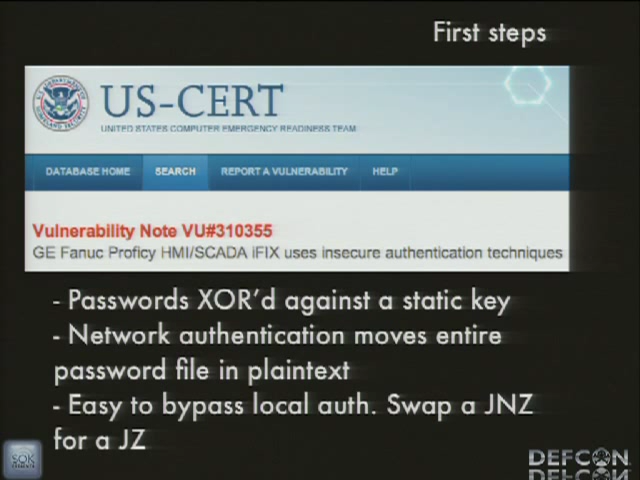 First steps
US-CERT
UNITED STATES COMPUTER EMERGENCY READINESS TEAM
DATABASE HOME SEARCH REPORT A VULNERABILITY HELP
Vulnerability Note VU#310355
GE Fanuc Proficy HMI/SCADA iFIX uses insecure authentication techniques
- Passwords XOR'd against a static key
- Network authentication moves entire
password file in plaintext
- Easy to bypass local auth. Swap a JNZ
for a JZ
SOK
DEFCON